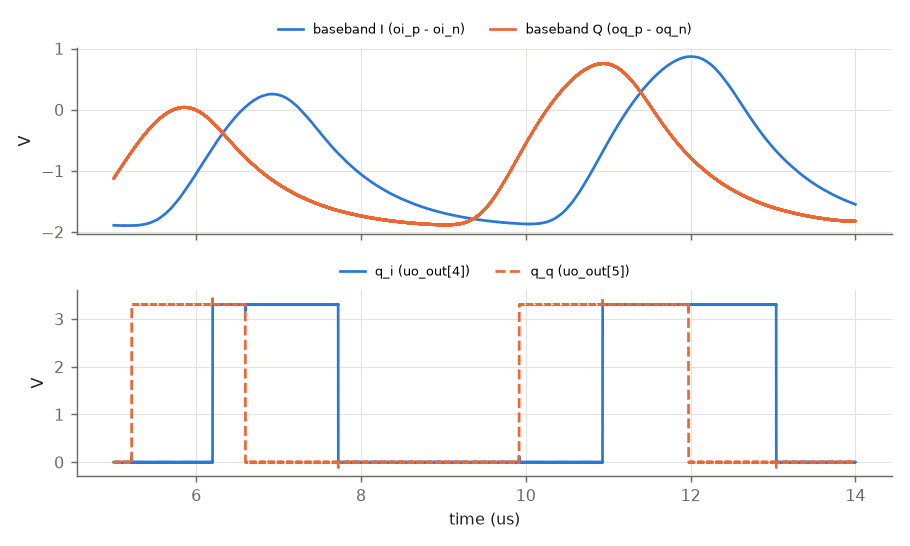 baseband I (oi_p - oi_n) baseband Q (oq_p - oq_n)
1
0
−1
−2
V
q_i (uo_out[4]) q_q (uo_out[5])
3
2
1
0
V
6 8 10 12 14
time (us)